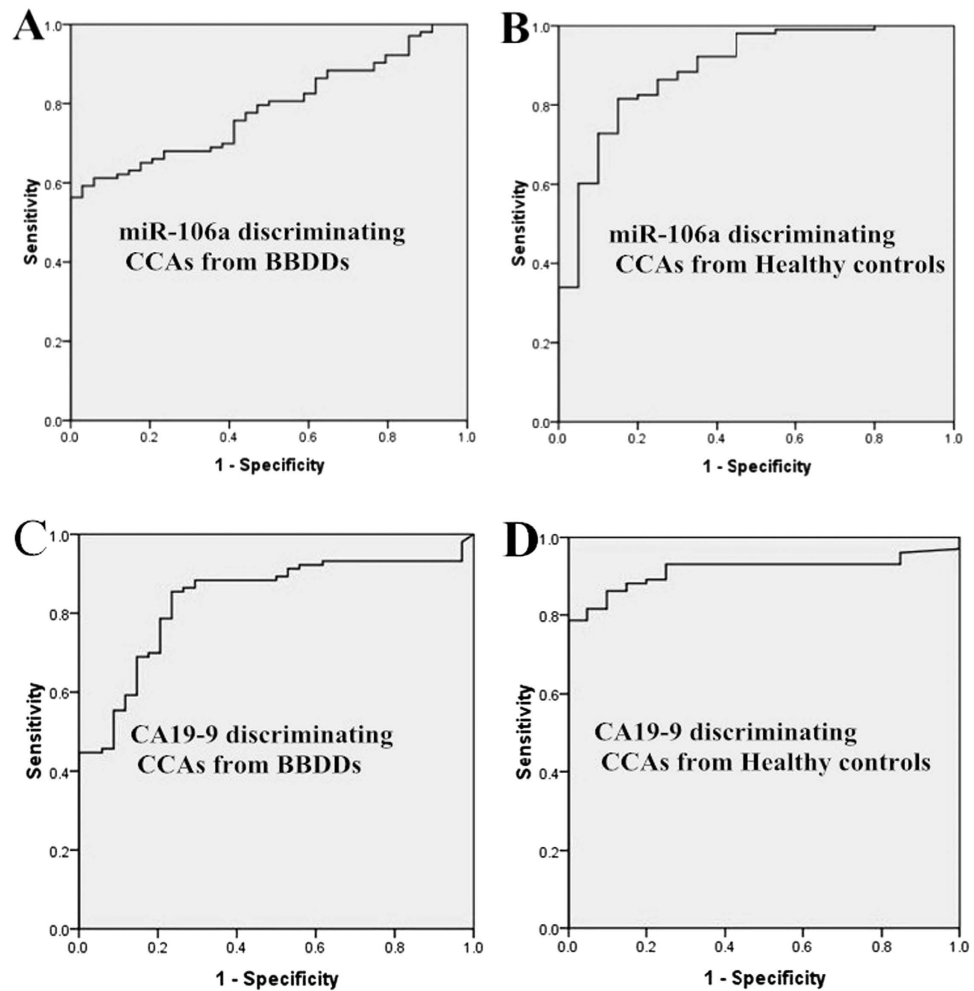 A
1.0
0.8
0.6
0.4
0.2
0.0
Sensitivity
miR-106a discriminating
CCAs from BBDDs
0.0 0.2 0.4 0.6 0.8 1.0
1 - Specificity
B
1.0
0.8
0.6
0.4
0.2
0.0
Sensitivity
miR-106a discriminating
CCAs from Healthy controls
0.0 0.2 0.4 0.6 0.8 1.0
1 - Specificity
C
1.0
0.8
0.6
0.4
0.2
0.0
Sensitivity
CA19-9 discriminating
CCAs from BBDDs
0.0 0.2 0.4 0.6 0.8 1.0
1 - Specificity
D
1.0
0.8
0.6
0.4
0.2
0.0
Sensitivity
CA19-9 discriminating
CCAs from Healthy controls
0.0 0.2 0.4 0.6 0.8 1.0
1 - Specificity